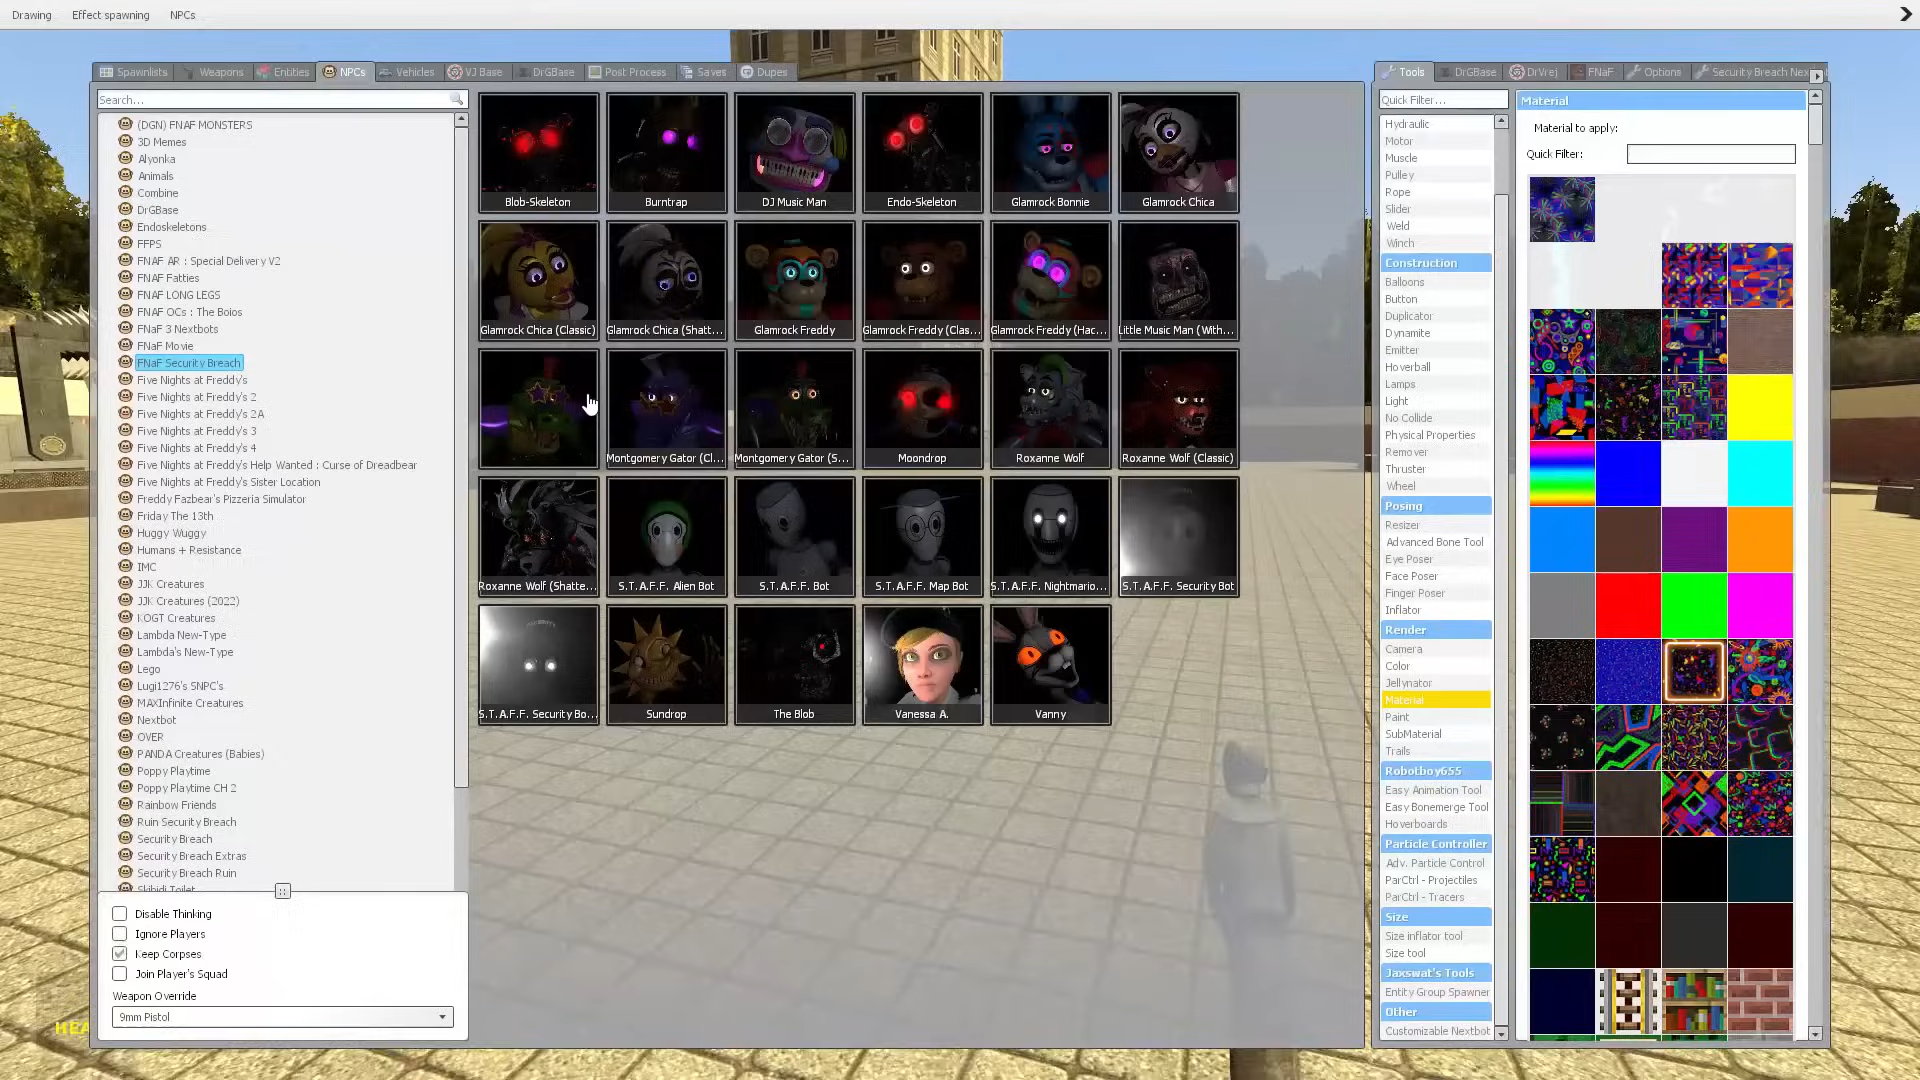 Drawing
Effect spawning
NPCs
Spawnlists
Weapons
Entities
NPCs
Vehicles
VJ Base
DrGBase
Post Process
Saves
Dupes
Search...
(DGN) FNAF MONSTERS
3D Memes
Alyonka
Animals
Combine
DrGBase
Endoskeletons
FFPS
FNAF AR : Special Delivery V2
FNAF Fatties
FNAF LONG LEGS
FNAF OCs : The Boios
FNaF 3 Nextbots
FNaF Movie
FNaF Security Breach
Five Nights at Freddy's
Five Nights at Freddy's 2
Five Nights at Freddy's 2A
Five Nights at Freddy's 3
Five Nights at Freddy's 4
Five Nights at Freddy's Help Wanted : Curse of Dreadbear
Five Nights at Freddy's Sister Location
Freddy Fazbear's Pizzeria Simulator
Friday The 13th
Huggy Wuggy
Humans + Resistance
IMC
JJK Creatures
JJK Creatures (2022)
KOGT Creatures
Lambda New-Type
Lambda's New-Type
Lego
Lugi1276's SNPC's
MAXInfinite Creatures
Nextbot
OVER
PANDA Creatures (Babies)
Poppy Playtime
Poppy Playtime CH 2
Rainbow Friends
Ruin Security Breach
Security Breach
Security Breach Extras
Security Breach Ruin
Skibidi Toilet
Disable Thinking
Ignore Players
Keep Corpses
Join Player's Squad
Weapon Override
9mm Pistol
HEA
Blob-Skeleton
Burntrap
DJ Music Man
Endo-Skeleton
Glamrock Bonnie
Glamrock Chica
Glamrock Chica (Classic)
Glamrock Chica (Shatt...
Glamrock Freddy
Glamrock Freddy (Clas...
Glamrock Freddy (Hac...
Little Music Man (With...
Montgomery Gator (Cl...
Montgomery Gator (S...
Moondrop
Roxanne Wolf
Roxanne Wolf (Classic)
Roxanne Wolf (Shatte...
S.T.A.F.F. Alien Bot
S.T.A.F.F. Bot
S.T.A.F.F. Map Bot
S.T.A.F.F. Nightmario...
S.T.A.F.F. Security Bot
S.T.A.F.F. Security Bo...
Sundrop
The Blob
Vanessa A.
Vanny
Tools
DrGBase
DrVrej
FNaF
Options
Security Breach Nex
Quick Filter...
Hydraulic
Motor
Muscle
Pulley
Rope
Slider
Weld
Winch
Construction
Balloons
Button
Duplicator
Dynamite
Emitter
Hoverball
Lamps
Light
No Collide
Physical Properties
Remover
Thruster
Wheel
Posing
Resizer
Advanced Bone Tool
Eye Poser
Face Poser
Finger Poser
Inflator
Render
Camera
Color
Jellynator
Material
Paint
SubMaterial
Trails
Robotboy655
Easy Animation Tool
Easy Bonemerge Tool
Hoverboards
Particle Controller
Adv. Particle Control
ParCtrl - Projectiles
ParCtrl - Tracers
Size
Size inflator tool
Size tool
Jaxswat's Tools
Entity Group Spawner
Other
Customizable Nextbot
Material
Material to apply:
Quick Filter: